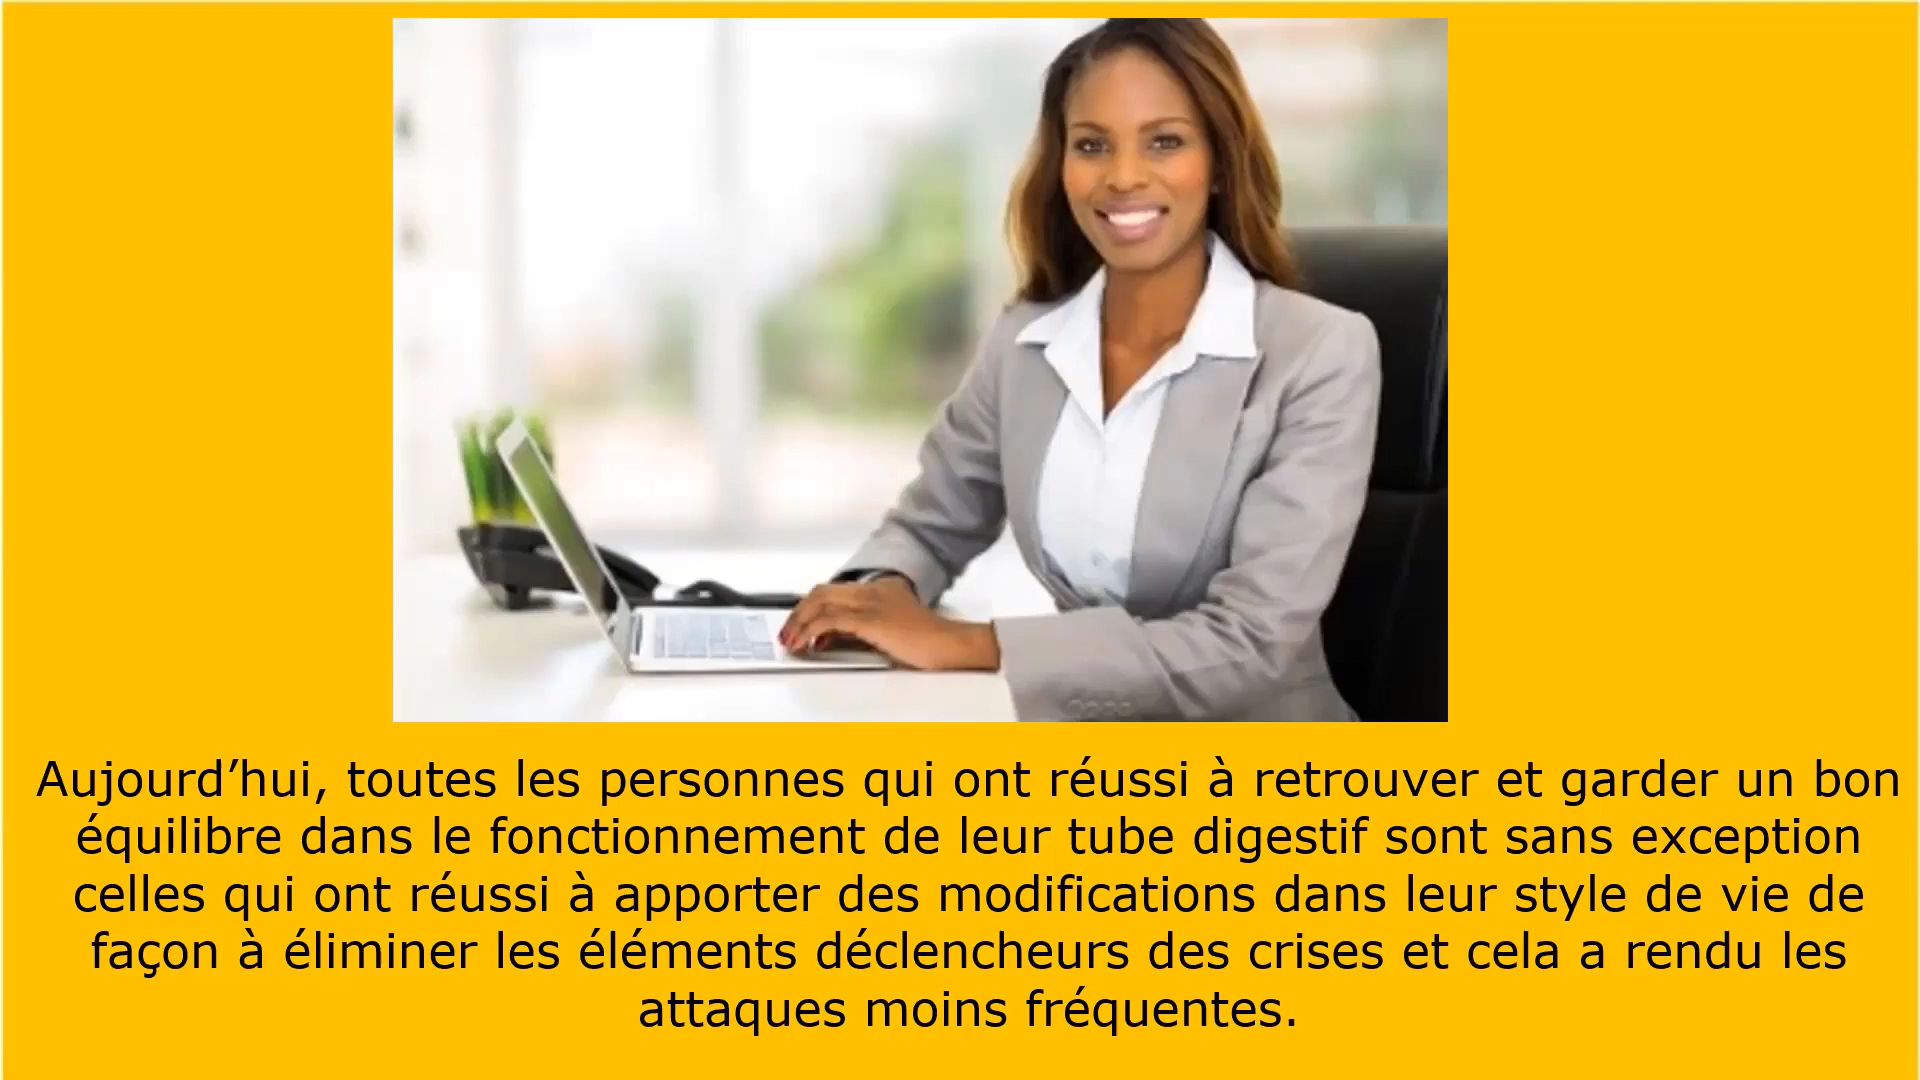 Aujourd’hui, toutes les personnes qui ont réussi à retrouver et garder un bon
équilibre dans le fonctionnement de leur tube digestif sont sans exception
celles qui ont réussi à apporter des modifications dans leur style de vie de
façon à éliminer les éléments déclencheurs des crises et cela a rendu les
attaques moins fréquentes.